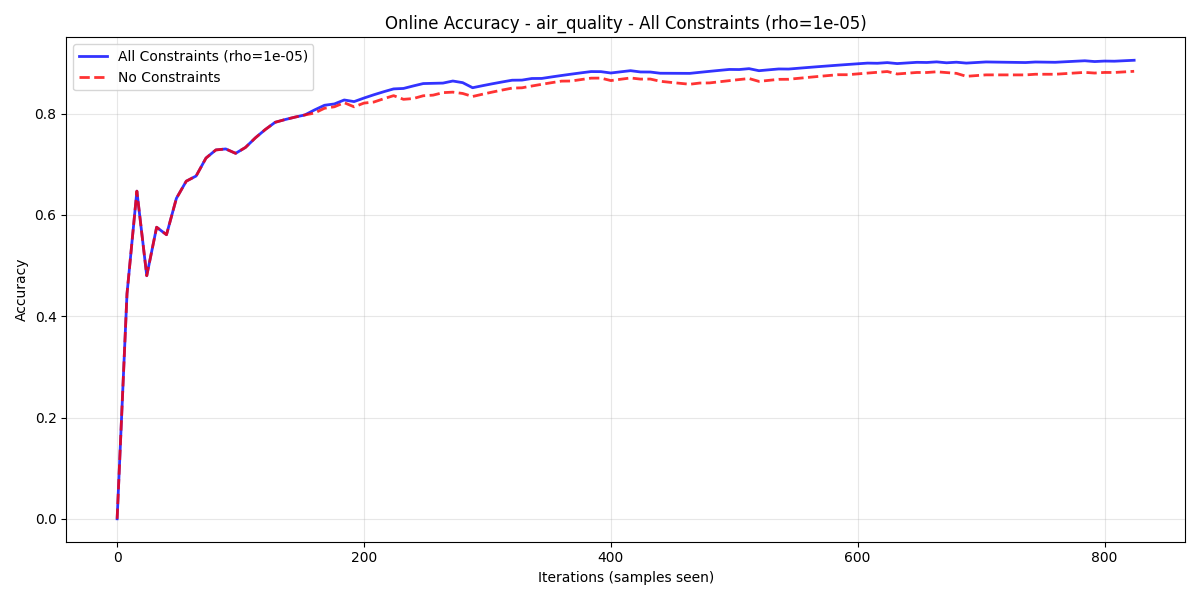 Online Accuracy - air_quality - All Constraints (rho=1e-05)
All Constraints (rho=1e-05)
No Constraints
Accuracy
0.8
0.6
0.4
0.2
0.0
0 200 400 600 800
Iterations (samples seen)